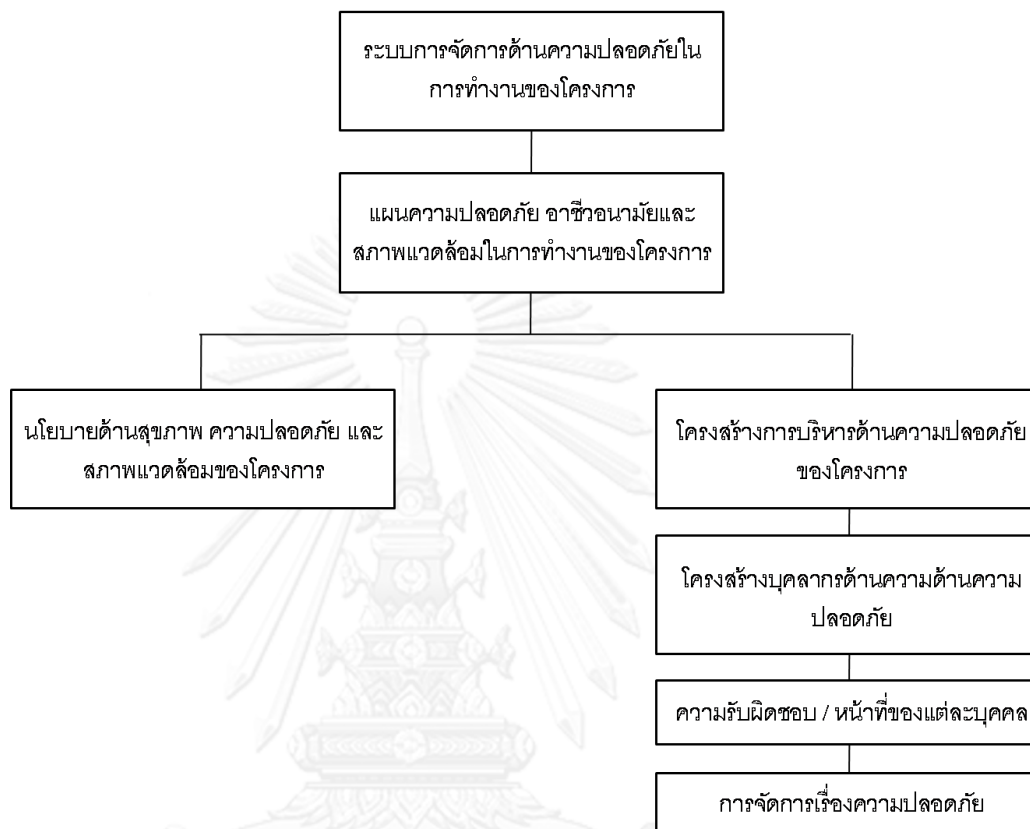 ระบบการจัดการด้านความปลอดภัยใน
การทำงานของโครงการ
แผนความปลอดภัย อาชีวอนามัยและ
สภาพแวดล้อมในการทำงานของโครงการ
นโยบายด้านสุขภาพ ความปลอดภัย และ
สภาพแวดล้อมของโครงการ
โครงสร้างการบริหารด้านความปลอดภัย
ของโครงการ
โครงสร้างบุคลากรด้านความด้านความ
ปลอดภัย
ความรับผิดชอบ / หน้าที่ของแต่ละบุคคล
การจัดการเรื่องความปลอดภัย